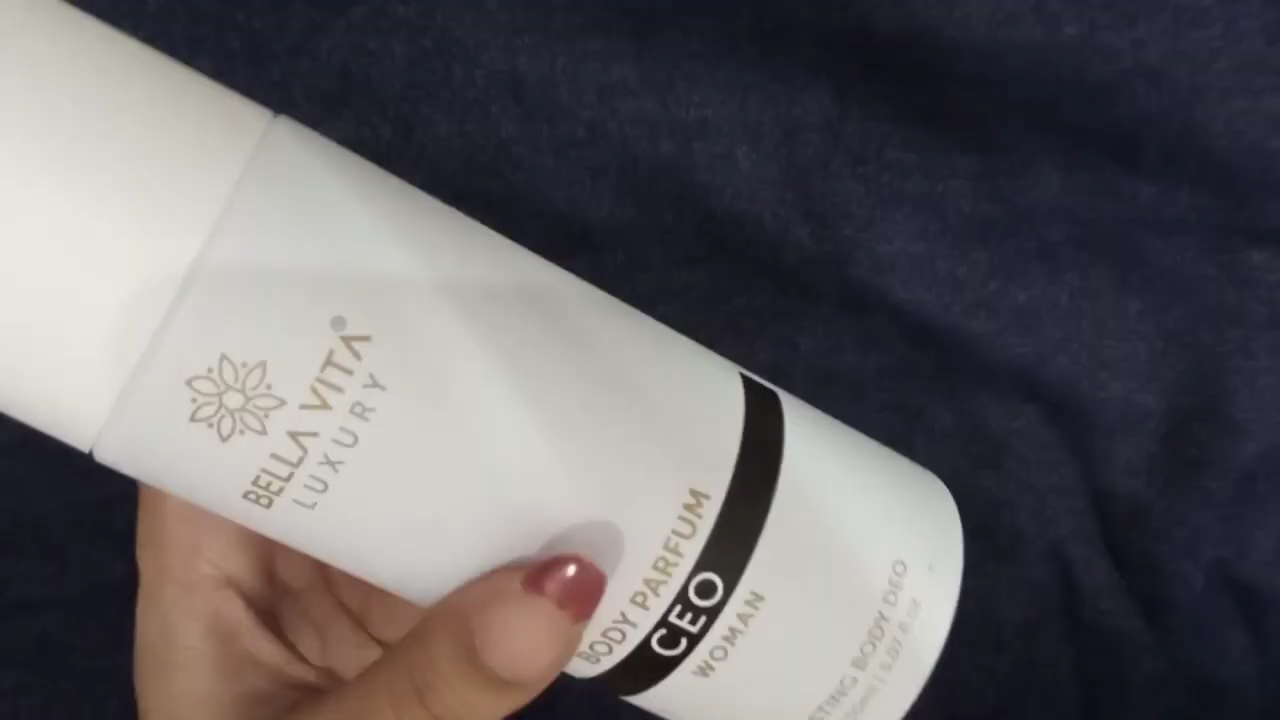 BELLA VITA
LUXURY
BODY PARFUM
CEO
WOMAN
BODY DEO